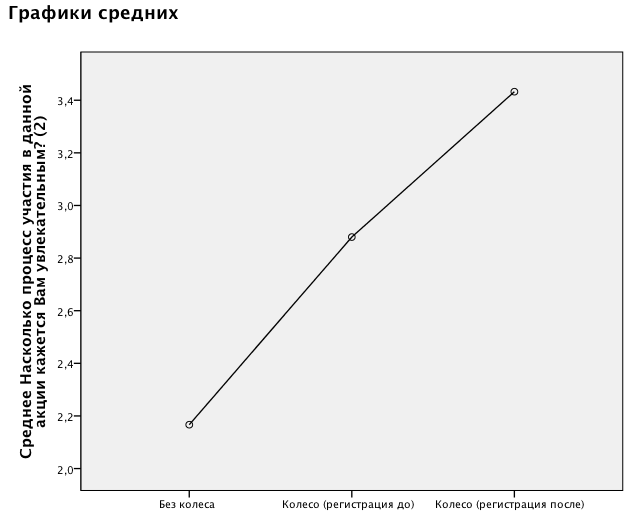 Графики средних
Среднее Насколько процесс участия в данной
акции кажется Вам увлекательным? (2)
3,4
3,2
3,0
2,8
2,6
2,4
2,2
2,0
Без колеса
Колесо (регистрация до)
Колесо (регистрация после)